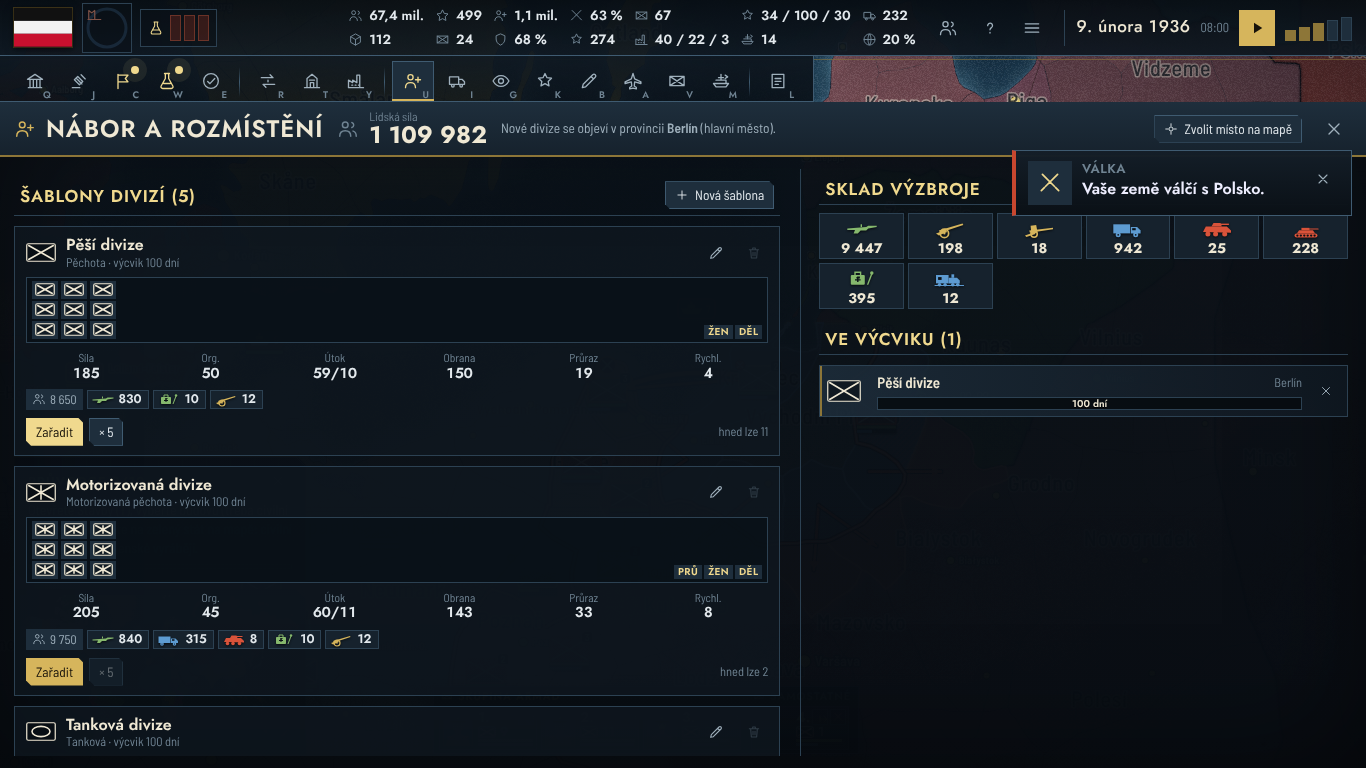 67,4 mil. 499 1,1 mil. 63 % 67 34 / 100 / 30 232
112 24 68 % 274 40 / 22 / 3 14 20 %
? 9. února 1936 08:00
Q J C W E R T Y U I G K B A V M L
Vidzeme
Riga
NÁBOR A ROZMÍSTĚNÍ
Lidská síla
1 109 982
Nové divize se objeví v provincii Berlín (hlavní město).
Zvolit místo na mapě
VÁLKA
Vaše země válčí s Polsko.
ŠABLONY DIVIZÍ (5)
Nová šablona
Pěší divize
Pěchota · výcvik 100 dní
ŽEN DĚL
Síla Org. Útok Obrana Průraz Rychl.
185 50 59/10 150 19 4
8 650 830 10 12
Zařadit ×5 hned lze 11
Motorizovaná divize
Motorizovaná pěchota · výcvik 100 dní
PRŮ ŽEN DĚL
Síla Org. Útok Obrana Průraz Rychl.
205 45 60/11 143 33 8
9 750 840 315 8 10 12
Zařadit ×5 hned lze 2
Tanková divize
Tanková · výcvik 100 dní
SKLAD VÝZBROJE
9 447 198 18 942 25 228
395 12
VE VÝCVIKU (1)
Pěší divize Berlín
100 dní